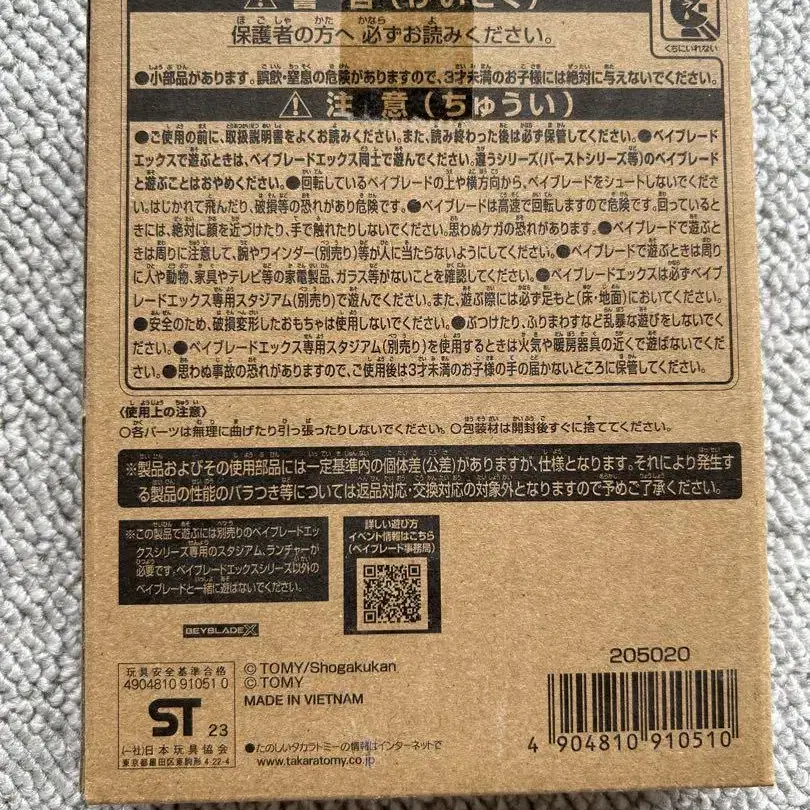 ⚠警告(けいこく)
保護者の方へ 必ずお読みください。
くちにいれない
●小部品があります。誤飲・窒息の危険がありますので、3才未満のお子様には絶対に与えないでください。
⚠注意(ちゅうい)
●ご使用の前に、取扱説明書をよくお読みください。また、読み終わった後は必ず保管してください。●ベイブレード
エックスで遊ぶときは、ベイブレードエックス同士で遊んでください。違うシリーズ(バーストシリーズ等)のベイブレード
と遊ぶことはおやめください。●回転しているベイブレードの上や横方向から、ベイブレードをシュートしないでくださ
い。はじかれて飛んだり、破損等の恐れがあり危険です。●ベイブレードは高速で回転しますので危険です。回っているときには、絶対に顔を近づけたり、手で触れたりしないでください。思わぬケガの恐れがあります。●ベイブレードで遊ぶと
きは周りに注意して、腕やワインダー(別売り)等が人に当たらないようにしてください。●ベイブレードで遊ぶときは周り
に人や動物、家具やテレビ等の家電製品、ガラス等がないことを確認してください。●ベイブレードエックスは必ずベイブ
レードエックス専用スタジアム(別売り)で遊んでください。また、遊ぶ際には必ず足もと(床・地面)においてください。
●安全のため、破損変形したおもちゃは使用しないでください。●ぶつけたり、ふりまわすなど乱暴な遊びをしないでく
ださい。●ベイブレードエックス専用スタジアム(別売り)を使用するときは火気や暖房器具の近くで遊ばないでくださ
い。●思わぬ事故の恐れがありますので、ご使用後は3才未満のお子様の手の届かないところに保管してください。
〈使用上の注意〉
○各パーツは無理に曲げたり引っ張ったりしないでください。○包装材は開封後すぐに捨ててください。
※製品およびその使用部品には一定基準内の個体差(公差)がありますが、仕様となります。それにより発生す
る製品の性能のバラつき等については返品対応・交換対応の対象外となりますので予めご了承ください。
※この製品で遊ぶには別売りのベイブレードエッ
クスシリーズ専用のスタジアム、ランチャーが
必要です。ベイブレードエックスシリーズ以外の
ベイブレードと一緒に遊ばないでください。
詳しい遊び方
イベント情報はこちら
(ベイブレード事務局)
BEYBLADE X
玩具安全基準合格
4904810 91051 0
ST 23
(一社)日本玩具協会
東京都墨田区東駒形4-22-4
© TOMY/Shogakukan
© TOMY
MADE IN VIETNAM
●たのしいタカラトミーの情報はインターネットで
www.takaratomy.co.jp
205020
4 904810 910510